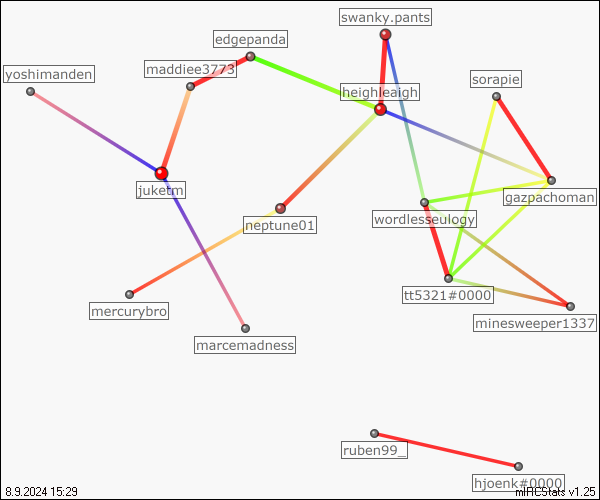 swanky.pants
edgepanda
yoshimanden
maddiee3773
sorapie
heighleaigh
juketm
gazpachoman
wordlesseulogy
neptune01
tt5321#0000
mercurybro
minesweeper1337
marcemadness
ruben99_
hjoenk#0000
8.9.2024 15:29
mIRCStats v1.25